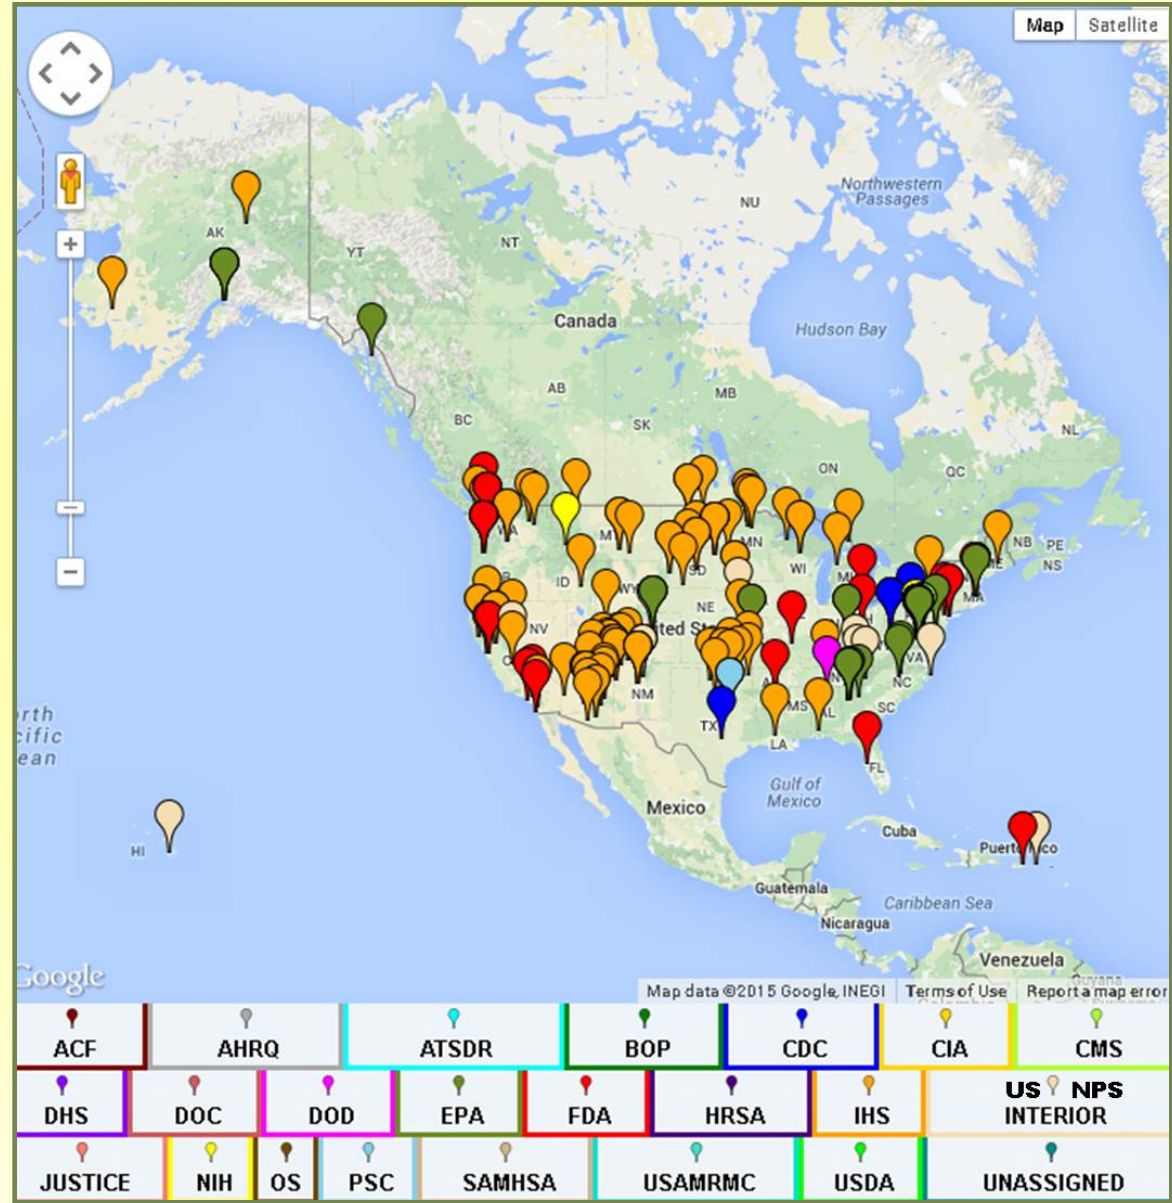 Map Satellite
NU
Northwestern
Passages
AK
YT
NT
Canada
Hudson Bay
AB
MB
BC
SK
NL
ON
QC
WA
NB
PE
NS
MN
SD
WI
ID
WY
NE
MA
NV
VA
NC
NM
MS
AL
SC
TX
LA
FL
Gulf of
Mexico
Mexico
HI
Cuba
Guatemala
Caribbean Sea
Nicaragua
Venezuela
Google
Map data ©2015 Google, INEGI Terms of Use Report a map error
ACF AHRQ ATSDR BOP CDC CIA CMS
DHS DOC DOD EPA FDA HRSA IHS US NPS INTERIOR
JUSTICE NIH OS PSC SAMHSA USAMRMC USDA UNASSIGNED